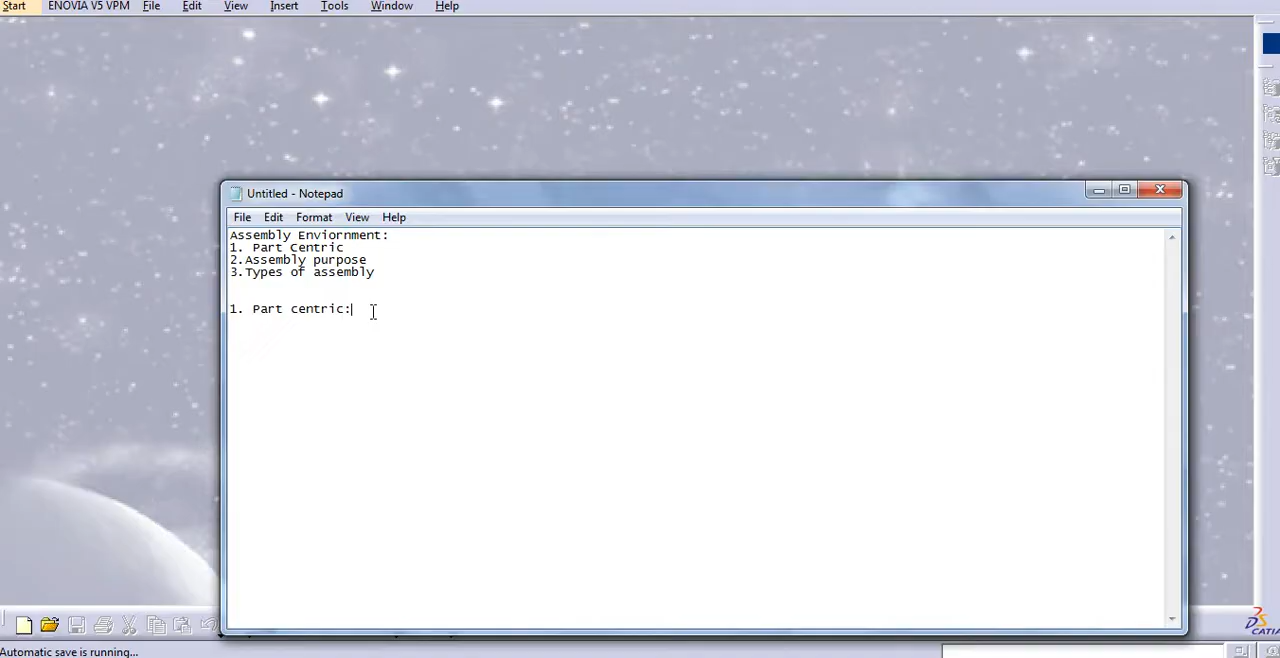 Start ENOVIA V5 VPM File Edit View Insert Tools Window Help
Untitled - Notepad
File Edit Format View Help
Assembly Enviornment:
1. Part Centric
2.Assembly purpose
3.Types of assembly
1. Part centric:
CATIA
Automatic save is running...